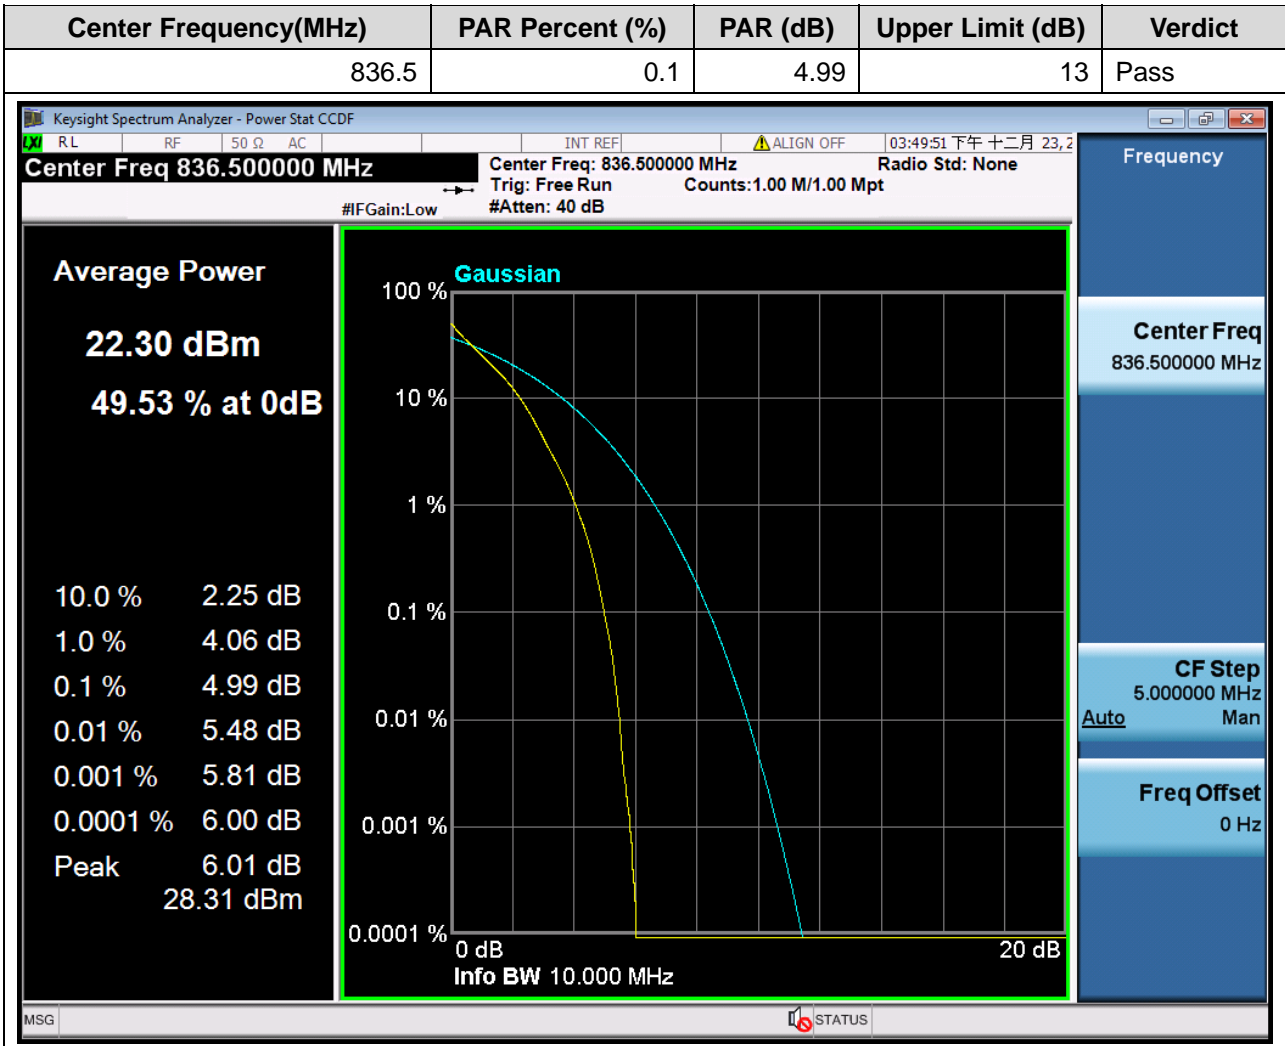 Center Frequency(MHz) PAR Percent (%) PAR (dB) Upper Limit (dB) Verdict
836.5 0.1 4.99 13 Pass
Keysight Spectrum Analyzer - Power Stat CCDF
LXI RL RF 50 Ω AC INT REF ALIGN OFF 03:49:51 下午 十二月 23, 2
Center Freq 836.500000 MHz
Center Freq: 836.500000 MHz Radio Std: None
Trig: Free Run Counts:1.00 M/1.00 Mpt
#IFGain:Low #Atten: 40 dB
Average Power
22.30 dBm
49.53 % at 0dB
10.0 % 2.25 dB
1.0 % 4.06 dB
0.1 % 4.99 dB
0.01 % 5.48 dB
0.001 % 5.81 dB
0.0001 % 6.00 dB
Peak 6.01 dB
28.31 dBm
Gaussian
100 %
10 %
1 %
0.1 %
0.01 %
0.001 %
0.0001 %
0 dB 20 dB
Info BW 10.000 MHz
Frequency
Center Freq
836.500000 MHz
CF Step
5.000000 MHz
Auto Man
Freq Offset
0 Hz
MSG STATUS